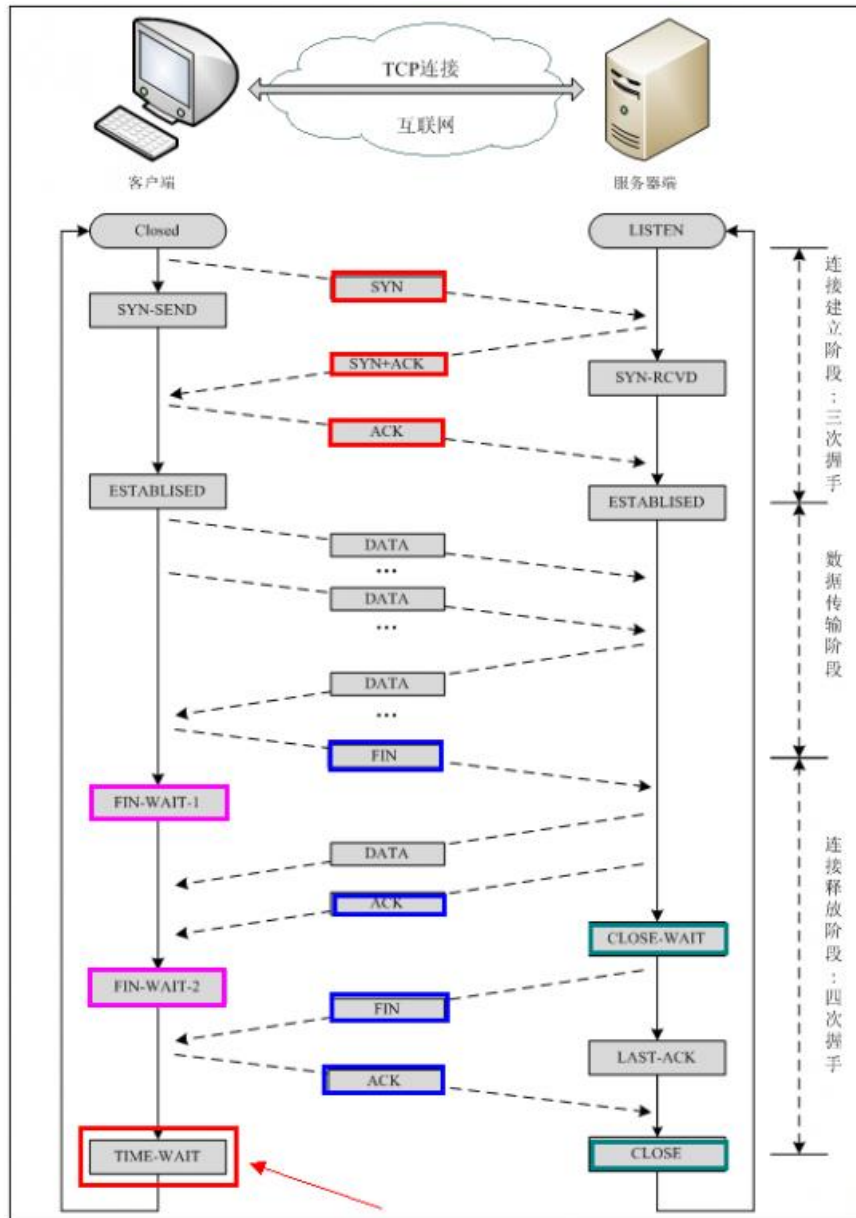 TCP连接
互联网
客户端
服务器端
Closed
LISTEN
SYN
SYN-SEND
SYN+ACK
SYN-RCVD
ACK
ESTABLISED
ESTABLISED
连接建立阶段：三次握手
DATA
...
DATA
...
DATA
...
数据传输阶段
FIN
FIN-WAIT-1
DATA
ACK
CLOSE-WAIT
FIN-WAIT-2
FIN
LAST-ACK
ACK
TIME-WAIT
CLOSE
连接释放阶段：四次握手